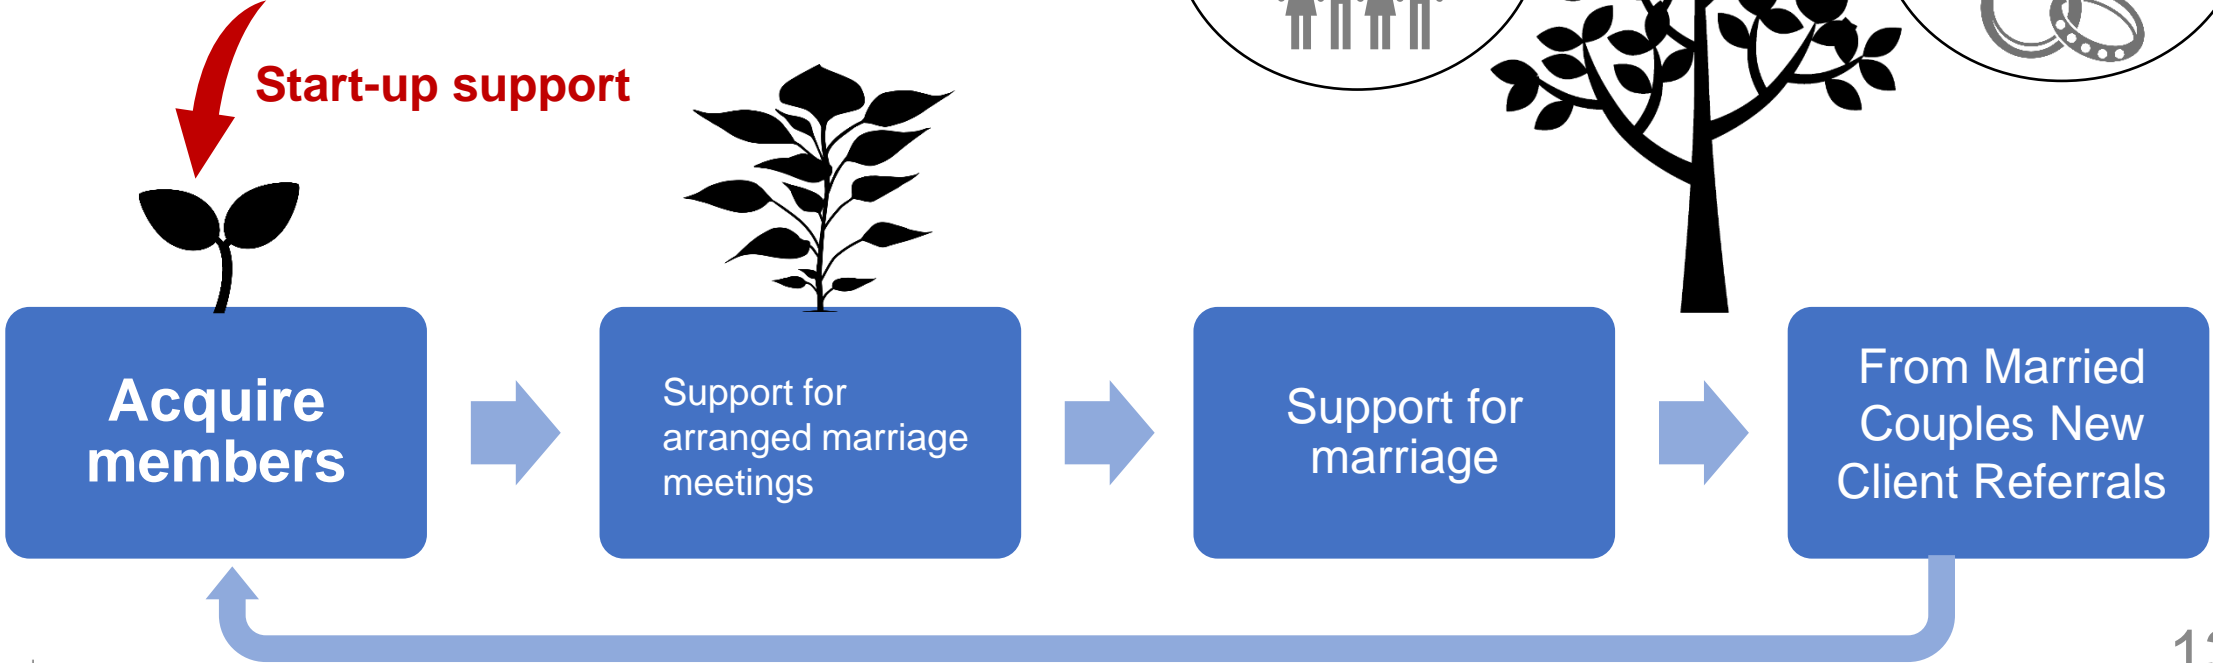 Start-up support
Acquire
members
Support for
arranged marriage
meetings
Support for
marriage
From Married
Couples New
Client Referrals